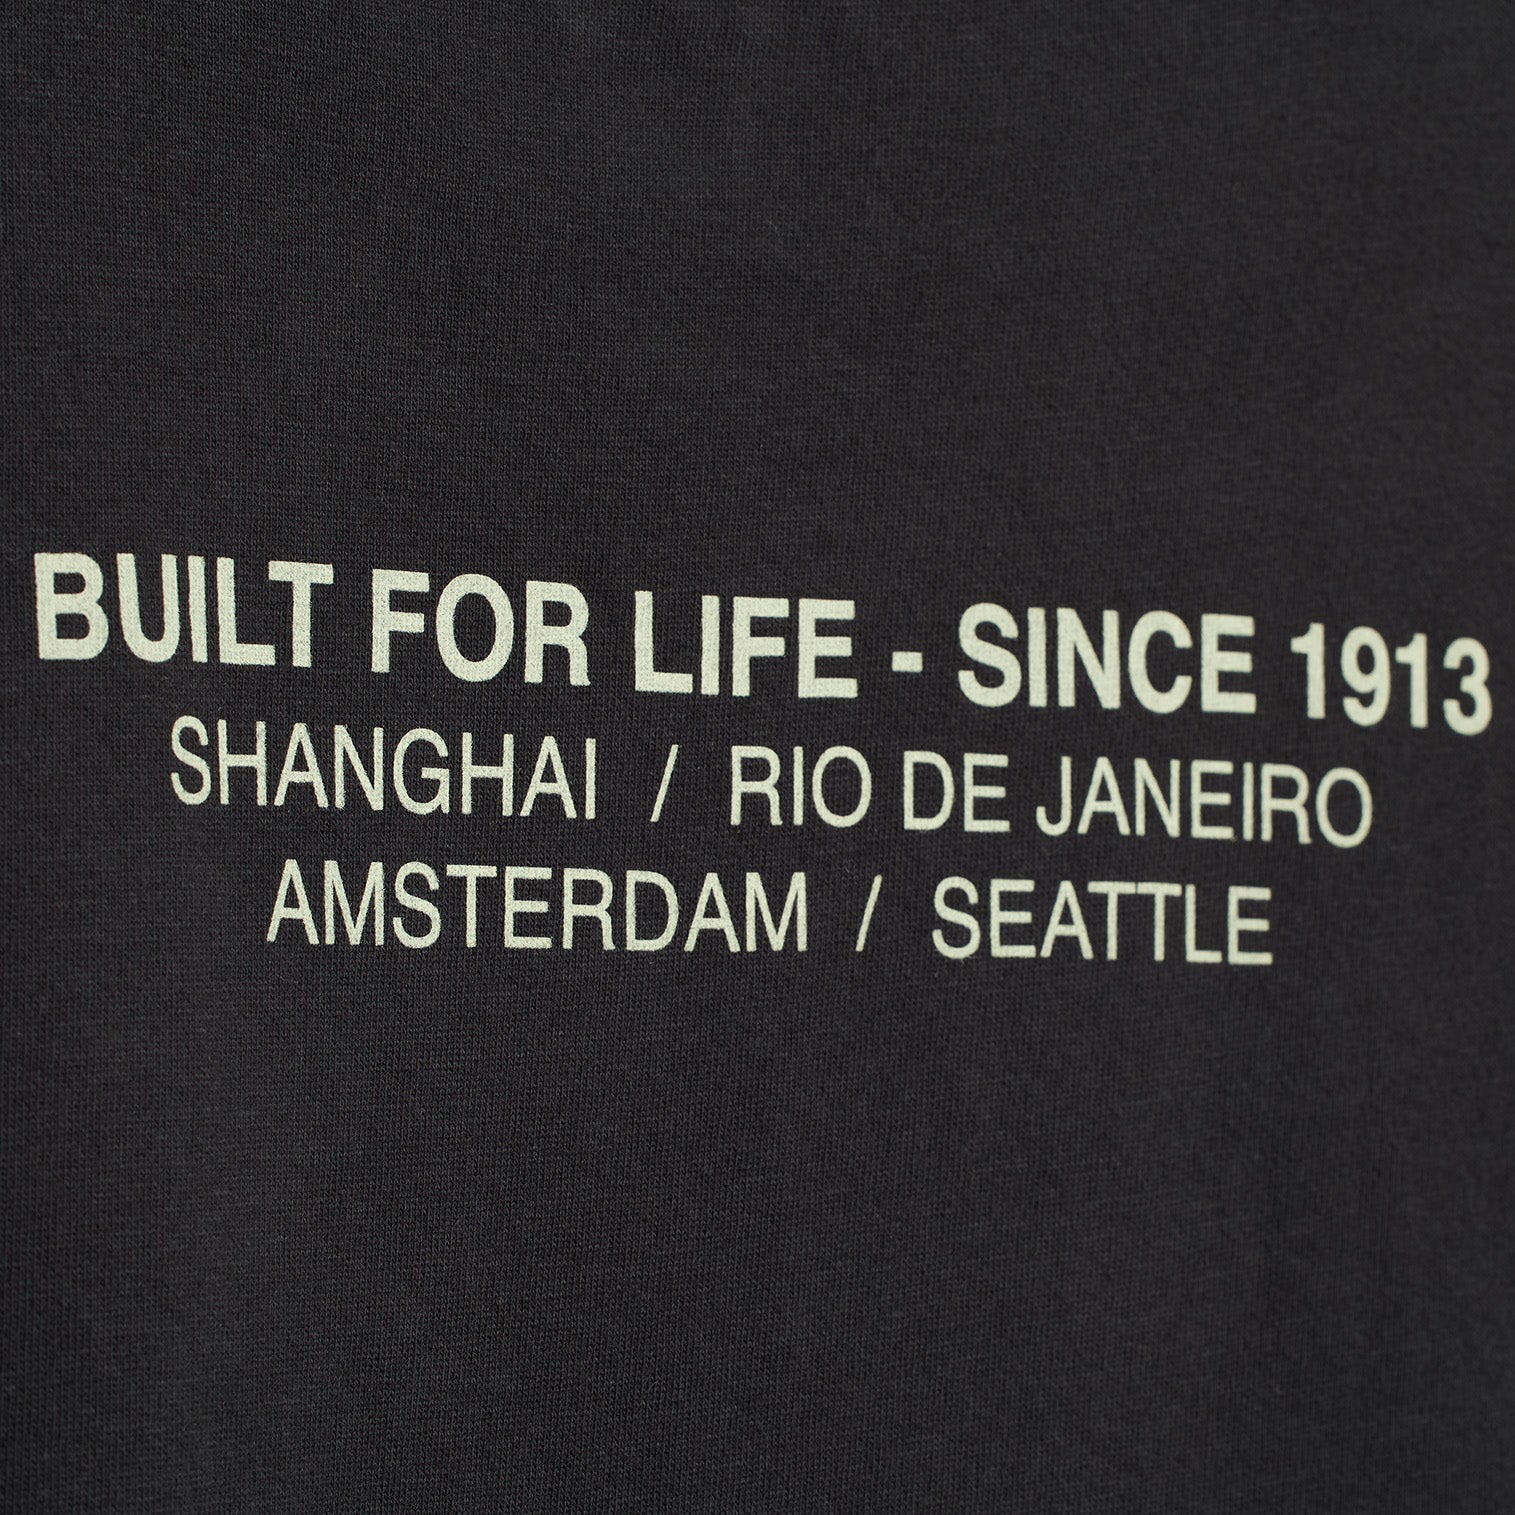 BUILT FOR LIFE - SINCE 1913
SHANGHAI / RIO DE JANEIRO
AMSTERDAM / SEATTLE